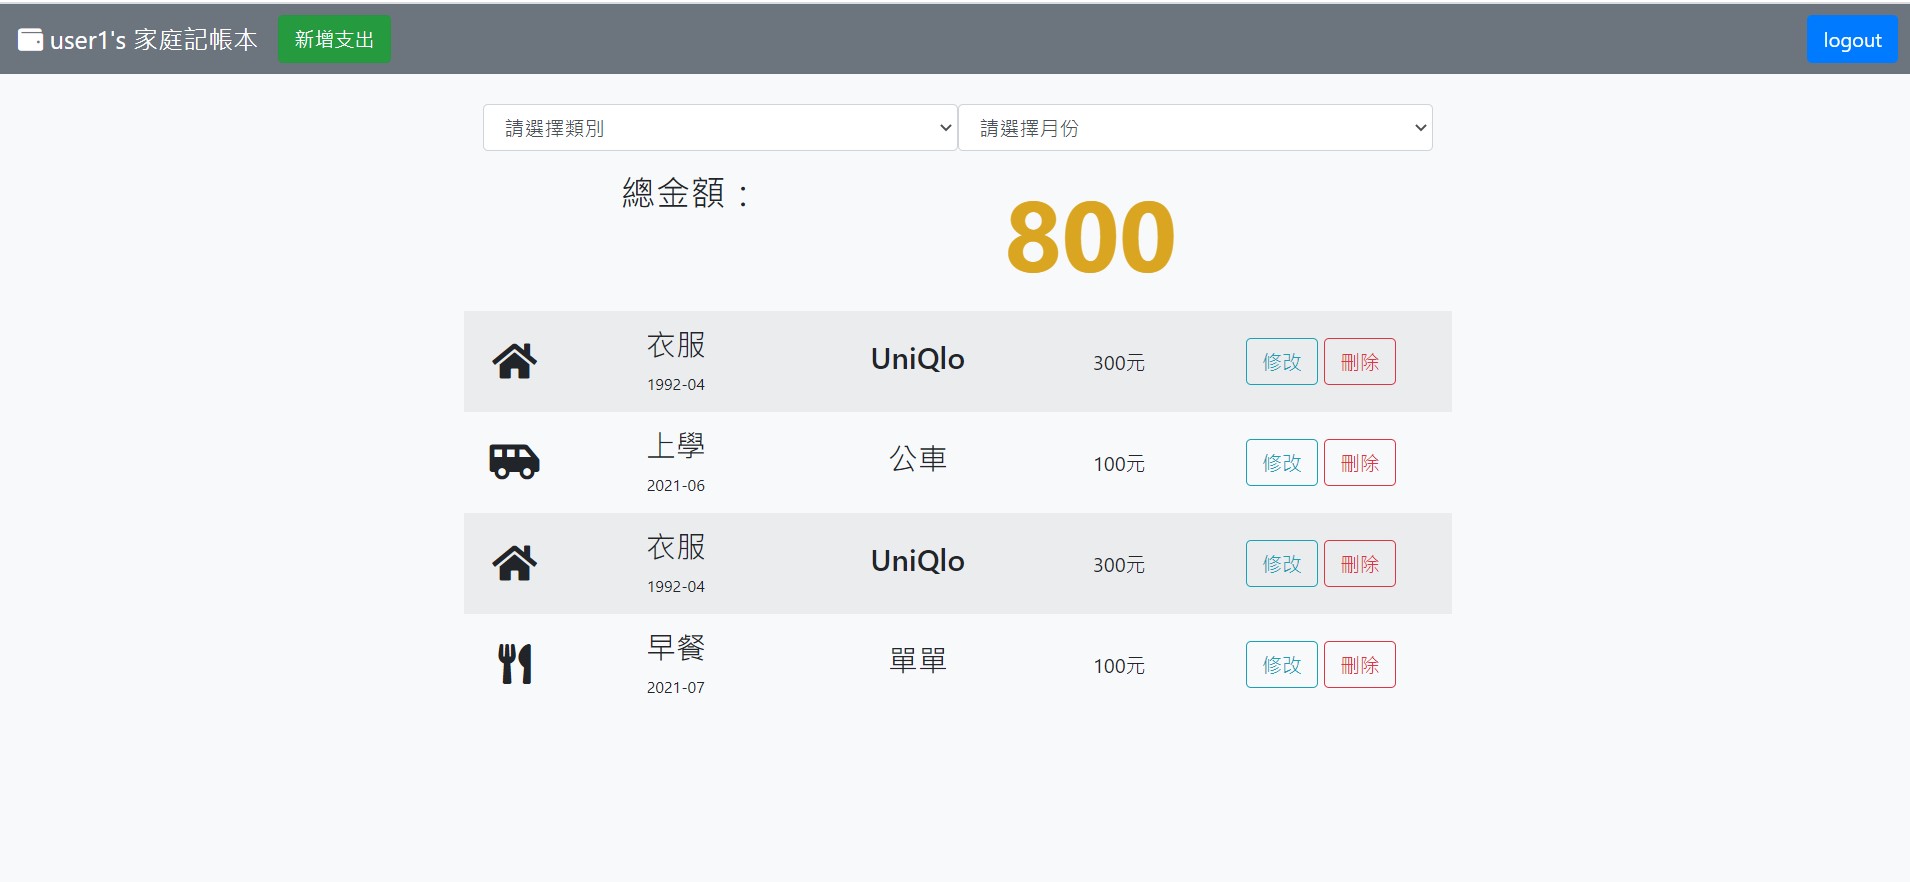 user1's 家庭記帳本 新增支出 logout
請選擇類別 請選擇月份
總金額：
800
衣服 UniQlo 300元 修改 刪除
1992-04
上學 公車 100元 修改 刪除
2021-06
衣服 UniQlo 300元 修改 刪除
1992-04
早餐 單單 100元 修改 刪除
2021-07